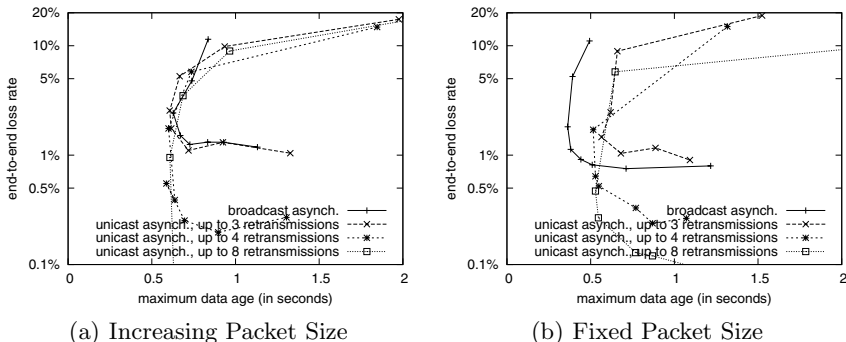 20%
10%
5%
1%
0.5%
0.1%
end-to-end loss rate
broadcast asynch.
unicast asynch., up to 3 retransmissions
unicast asynch., up to 4 retransmissions
unicast asynch., up to 8 retransmissions
0 0.5 1 1.5 2
maximum data age (in seconds)
(a) Increasing Packet Size
20%
10%
5%
1%
0.5%
0.1%
end-to-end loss rate
broadcast asynch.
unicast asynch., up to 3 retransmissions
unicast asynch., up to 4 retransmissions
unicast asynch., up to 8 retransmissions
0 0.5 1 1.5 2
maximum data age (in seconds)
(b) Fixed Packet Size